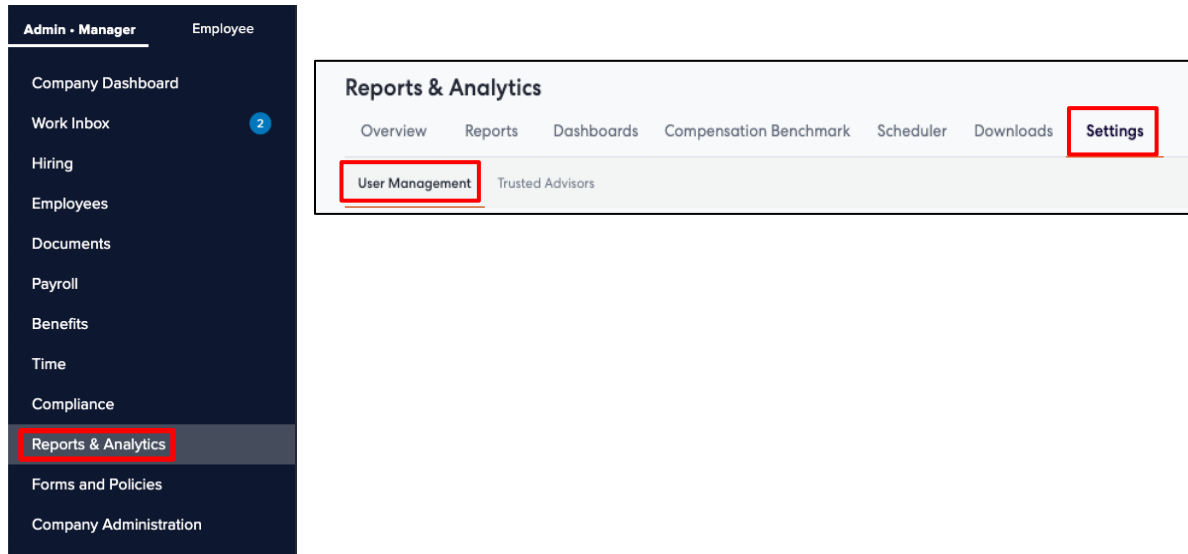 Admin • Manager Employee
Company Dashboard
Work Inbox 2
Hiring
Employees
Documents
Payroll
Benefits
Time
Compliance
Reports & Analytics
Forms and Policies
Company Administration
Reports & Analytics
Overview Reports Dashboards Compensation Benchmark Scheduler Downloads Settings
User Management Trusted Advisors